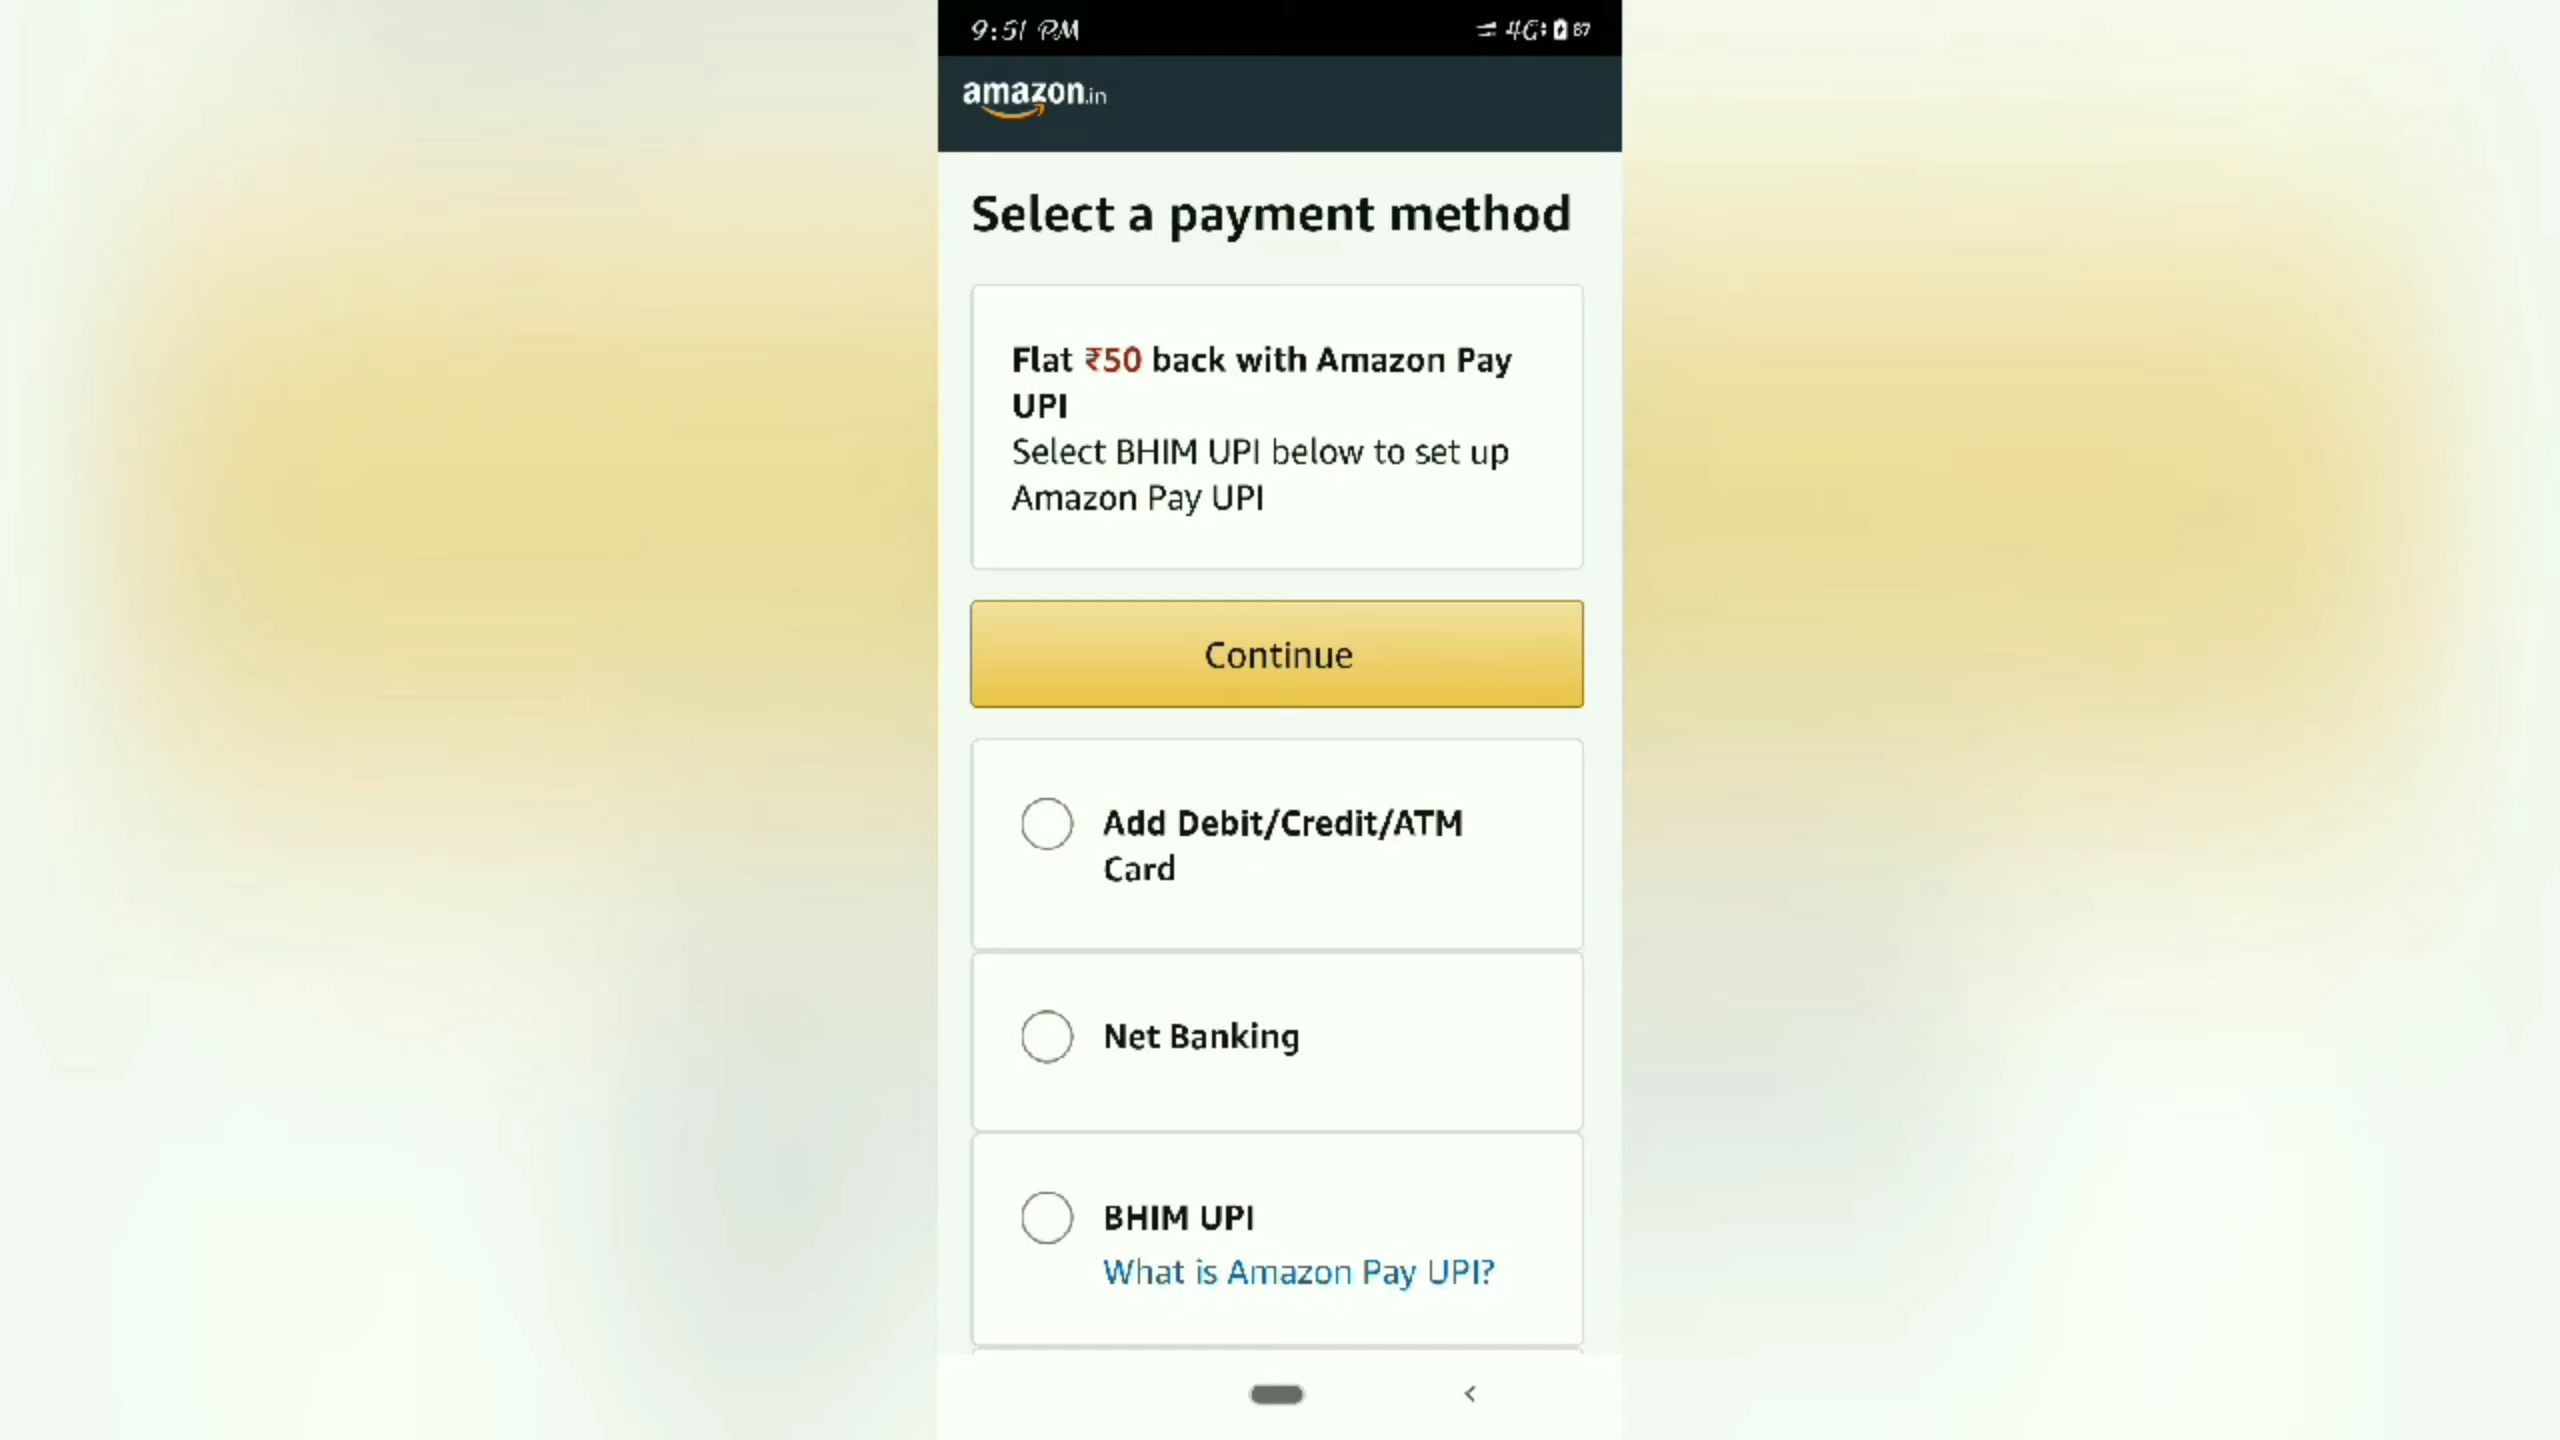 9:51 PM
4G 87
amazon.in
Select a payment method
Flat ₹50 back with Amazon Pay
UPI
Select BHIM UPI below to set up
Amazon Pay UPI
Continue
Add Debit/Credit/ATM
Card
Net Banking
BHIM UPI
What is Amazon Pay UPI?